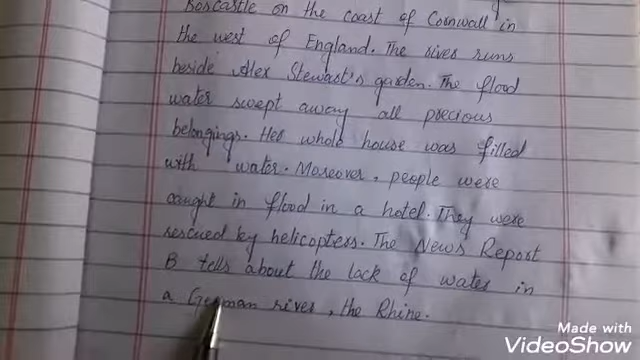 Boscastle on the coast of Cornwall in
the west of England. The river runs
beside Alex Stewart's garden. The flood
water swept away all precious
belongings. Her whole house was filled
with water. Moreover, people were
caught in flood in a hotel. They were
rescued by helicopters. The News Report
B tells about the lack of water in
a German river, the Rhine.
Made with
VideoShow